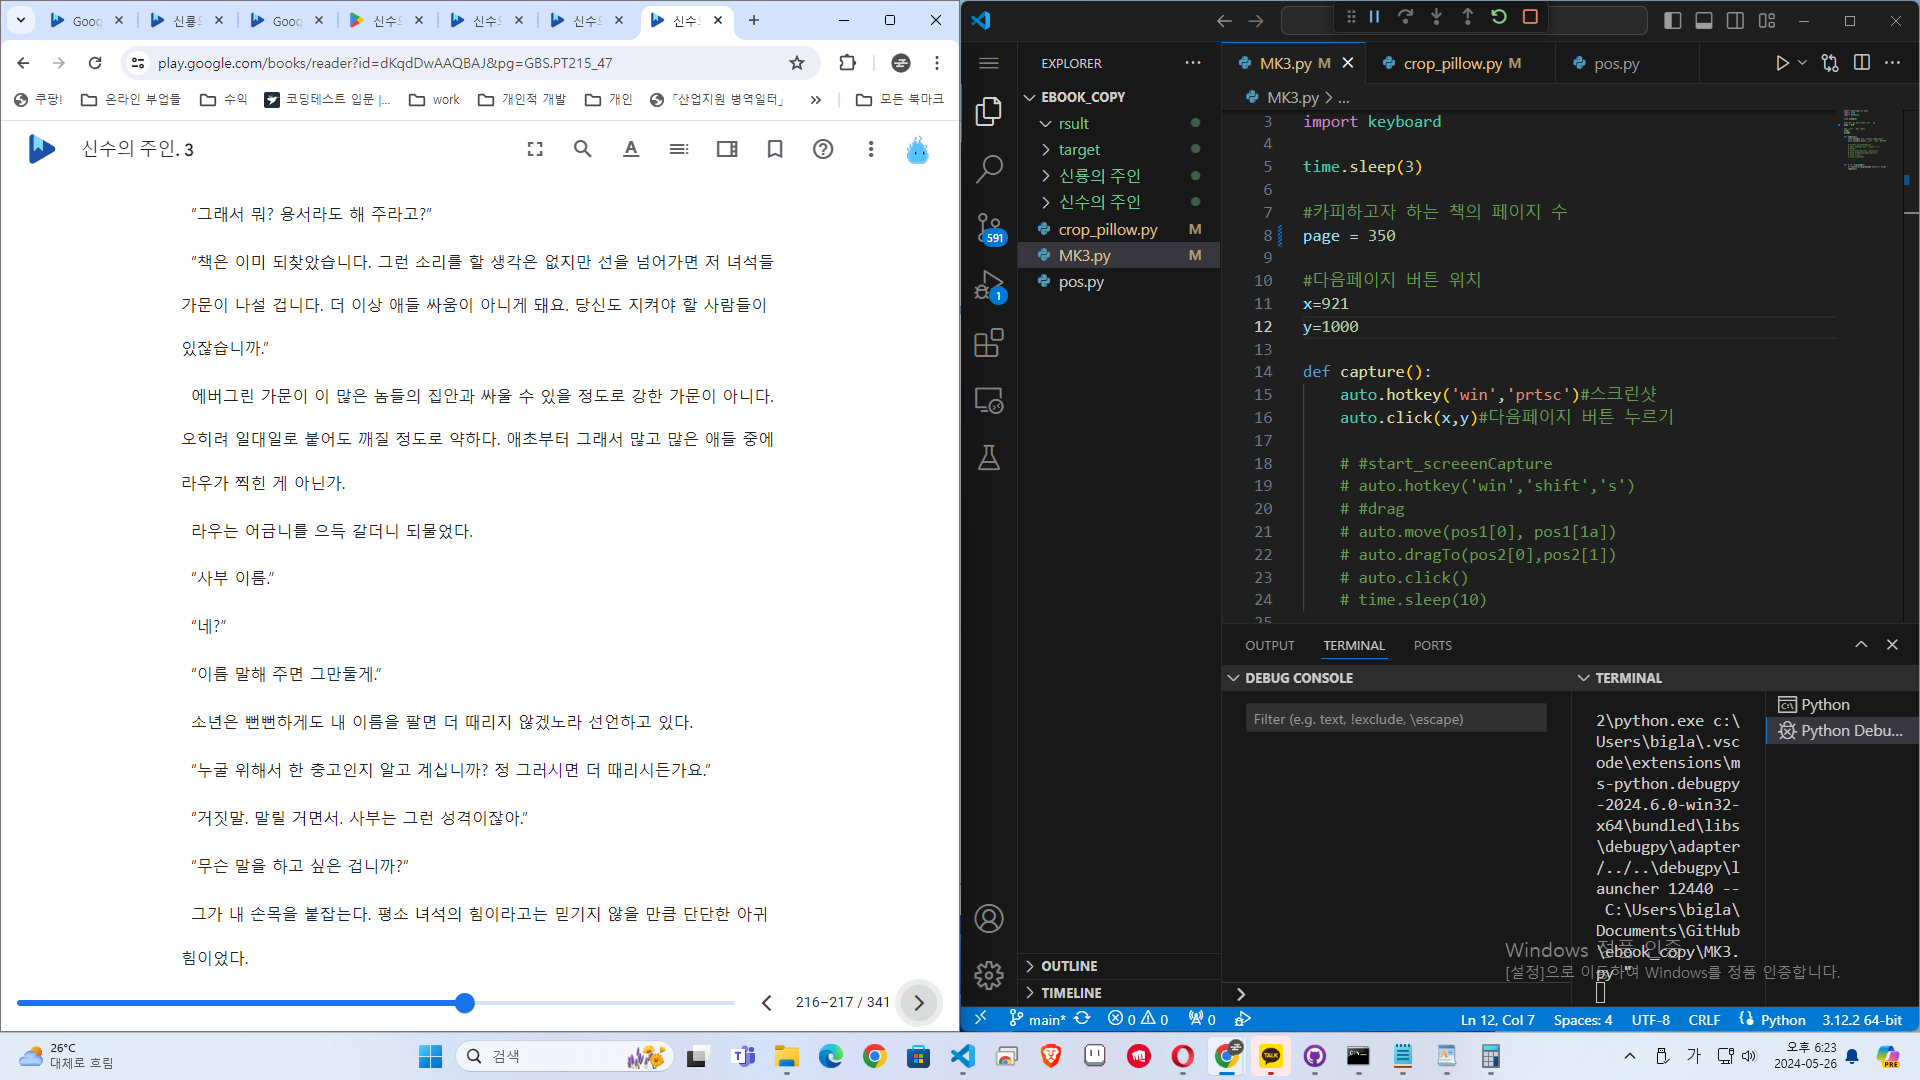 Goog
신룡
Goog
신수의
신수
신수
신수
play.google.com/books/reader?id=dKqdDwAAQBAJ&pg=GBS.PT215_47
쿠팡!
온라인 부업들
수익
코딩테스트 입문 |...
work
개인적 개발
개인
「산업지원 병역일터」
»
모든 북마크
신수의 주인. 3
“그래서 뭐? 용서라도 해 주라고?”
“책은 이미 되찾았습니다. 그런 소리를 할 생각은 없지만 선을 넘어가면 저 녀석들
가문이 나설 겁니다. 더 이상 애들 싸움이 아니게 돼요. 당신도 지켜야 할 사람들이
있잖습니까.”
에버그린 가문이 이 많은 놈들의 집안과 싸울 수 있을 정도로 강한 가문이 아니다.
오히려 일대일로 붙어도 깨질 정도로 약하다. 애초부터 그래서 많고 많은 애들 중에
라우가 찍힌 게 아닌가.
라우는 어금니를 으득 갈더니 되물었다.
“사부 이름.”
“네?”
“이름 말해 주면 그만둘게.”
소년은 뻔뻔하게도 내 이름을 팔면 더 때리지 않겠노라 선언하고 있다.
“누굴 위해서 한 충고인지 알고 계십니까? 정 그러시면 더 때리시든가요.”
“거짓말. 말릴 거면서. 사부는 그런 성격이잖아.”
“무슨 말을 하고 싶은 겁니까?”
그가 내 손목을 붙잡는다. 평소 녀석의 힘이라고는 믿기지 않을 만큼 단단한 아귀
힘이었다.
216–217 / 341
EXPLORER
EBOOK_COPY
rsult
target
신룡의 주인
신수의 주인
crop_pillow.py M
MK3.py M
pos.py
591
1
OUTLINE
TIMELINE
MK3.py M
crop_pillow.py M
pos.py
MK3.py > ...
3 import keyboard
4
5 time.sleep(3)
6
7 #카피하고자 하는 책의 페이지 수
8 page = 350
9
10 #다음페이지 버튼 위치
11 x=921
12 y=1000
13
14 def capture():
15 auto.hotkey('win','prtsc')#스크린샷
16 auto.click(x,y)#다음페이지 버튼 누르기
17
18 # #start_screeenCapture
19 # auto.hotkey('win','shift','s')
20 # #drag
21 # auto.move(pos1[0], pos1[1a])
22 # auto.dragTo(pos2[0],pos2[1])
23 # auto.click()
24 # time.sleep(10)
25
OUTPUT
TERMINAL
PORTS
DEBUG CONSOLE
Filter (e.g. text, !exclude, \escape)
TERMINAL
2\python.exe c:\
Users\bigla\.vsc
ode\extensions\m
s-python.debugpy
-2024.6.0-win32-
x64\bundled\libs
\debugpy\adapter
/../..\debugpy\l
auncher 12440 --
C:\Users\bigla\
Documents\GitHub
\ebook_copy\MK3.
py "
Python
Python Debu...
Windows 정품 인증
[설정]으로 이동하여 Windows를 정품 인증합니다.
main*
0
0
0
Ln 12, Col 7
Spaces: 4
UTF-8
CRLF
Python
3.12.2 64-bit
26°C
대체로 흐림
검색
TALK
가
오후 6:23
2024-05-26
PRE